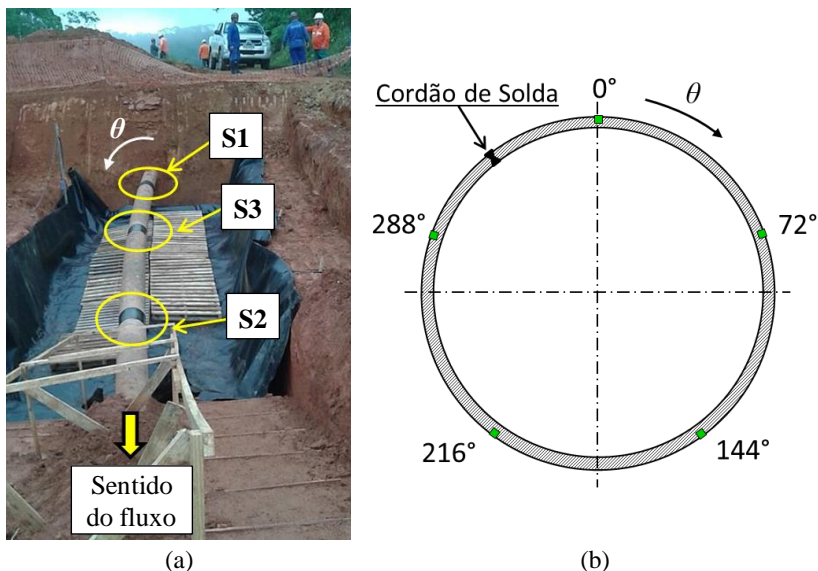 θ
S1
S3
S2
Sentido
do fluxo
(a)
Cordão de Solda
0°
θ
288°
72°
216°
144°
(b)